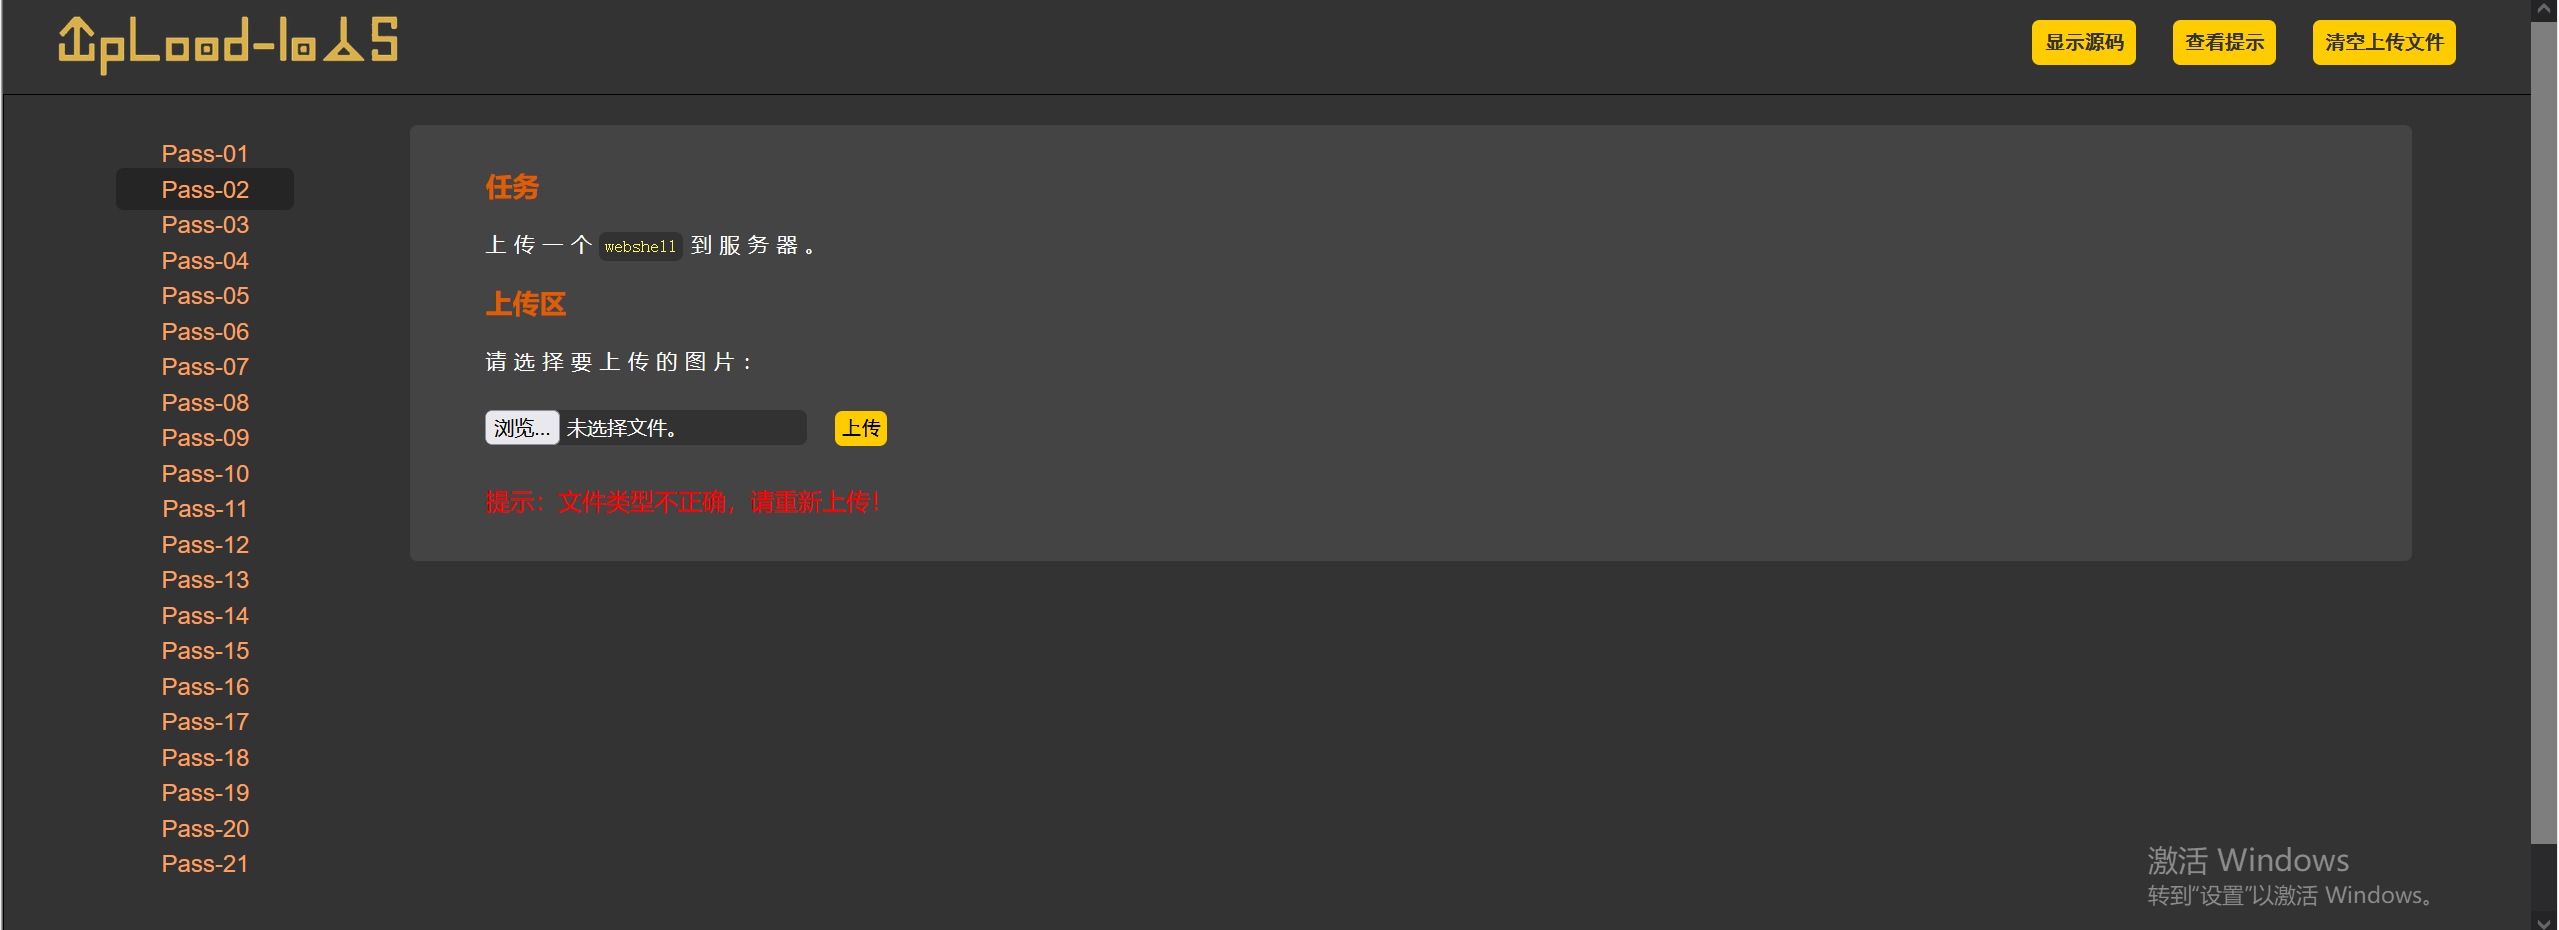 UpLoad-labs
显示源码
查看提示
清空上传文件
Pass-01
Pass-02
Pass-03
Pass-04
Pass-05
Pass-06
Pass-07
Pass-08
Pass-09
Pass-10
Pass-11
Pass-12
Pass-13
Pass-14
Pass-15
Pass-16
Pass-17
Pass-18
Pass-19
Pass-20
Pass-21
任务
上传一个 webshell 到服务器。
上传区
请选择要上传的图片：
浏览... 未选择文件。 上传
提示：文件类型不正确，请重新上传！
激活 Windows
转到“设置”以激活 Windows。